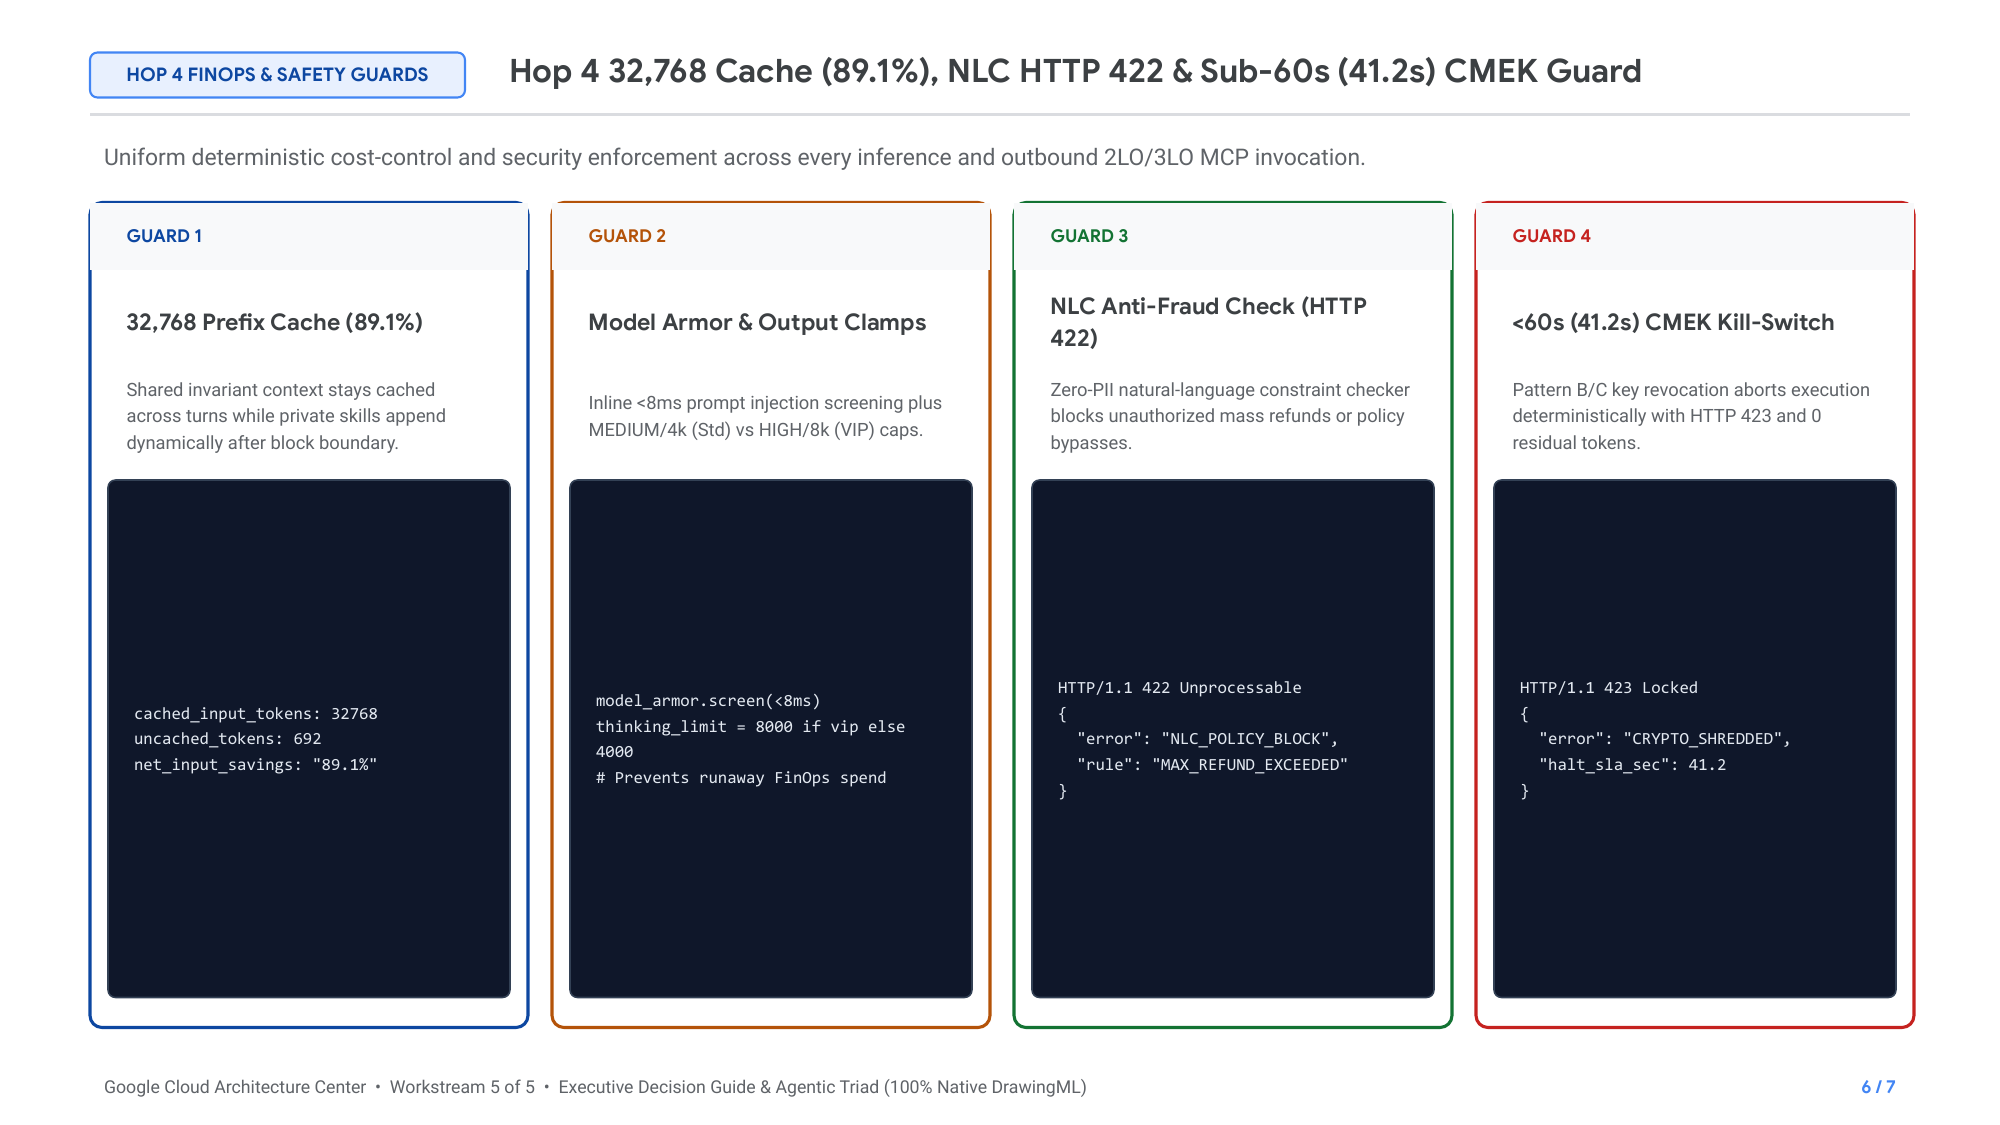 HOP 4 FINOPS & SAFETY GUARDS
Hop 4 32,768 Cache (89.1%), NLC HTTP 422 & Sub-60s (41.2s) CMEK Guard
Uniform deterministic cost-control and security enforcement across every inference and outbound 2LO/3LO MCP invocation.
GUARD 1
32,768 Prefix Cache (89.1%)
Shared invariant context stays cached
across turns while private skills append
dynamically after block boundary.
cached_input_tokens: 32768
uncached_tokens: 692
net_input_savings: "89.1%"
GUARD 2
Model Armor & Output Clamps
Inline <8ms prompt injection screening plus
MEDIUM/4k (Std) vs HIGH/8k (VIP) caps.
model_armor.screen(<8ms)
thinking_limit = 8000 if vip else
4000
# Prevents runaway FinOps spend
GUARD 3
NLC Anti-Fraud Check (HTTP
422)
Zero-PII natural-language constraint checker
blocks unauthorized mass refunds or policy
bypasses.
HTTP/1.1 422 Unprocessable
{
  "error": "NLC_POLICY_BLOCK",
  "rule": "MAX_REFUND_EXCEEDED"
}
GUARD 4
<60s (41.2s) CMEK Kill-Switch
Pattern B/C key revocation aborts execution
deterministically with HTTP 423 and 0
residual tokens.
HTTP/1.1 423 Locked
{
  "error": "CRYPTO_SHREDDED",
  "halt_sla_sec": 41.2
}
Google Cloud Architecture Center • Workstream 5 of 5 • Executive Decision Guide & Agentic Triad (100% Native DrawingML)
6 / 7